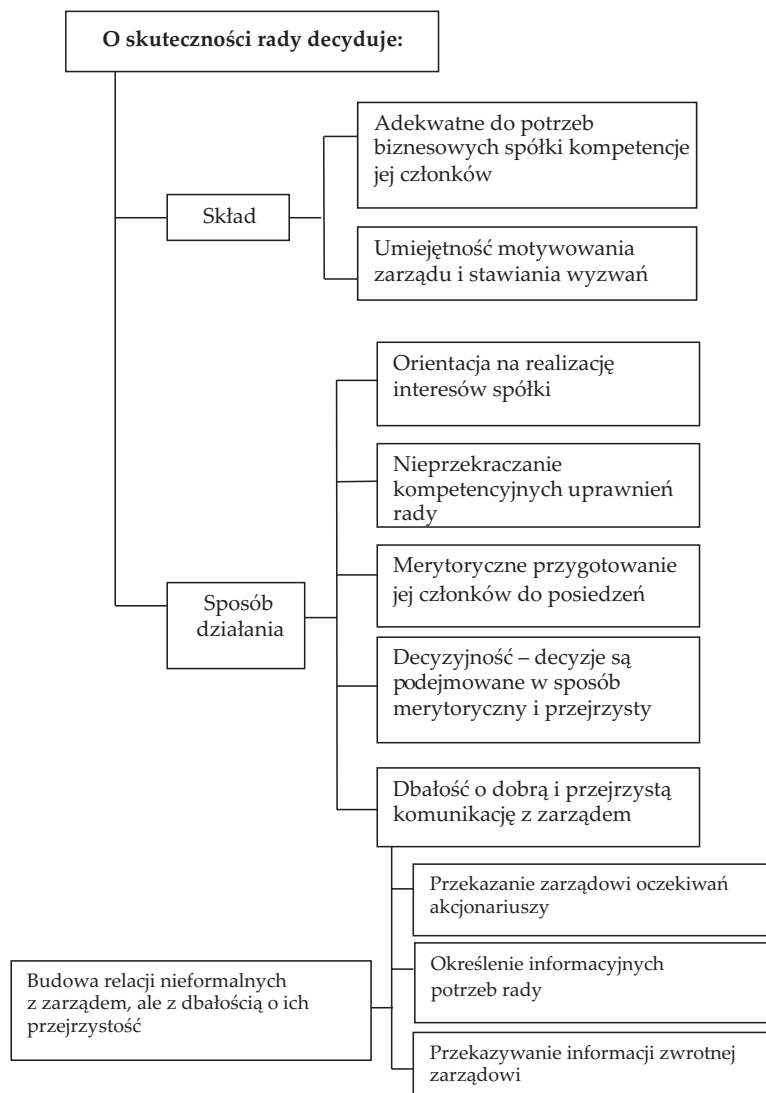 O skuteczności rady decyduje:
Adekwatne do potrzeb
biznesowych spółki kompetencje
jej członków
Skład
Umiejętność motywowania
zarządu i stawiania wyzwań
Orientacja na realizację
interesów spółki
Nieprzekraczanie
kompetencyjnych uprawnień
rady
Merytoryczne przygotowanie
jej członków do posiedzeń
Sposób
działania
Decyzyjność – decyzje są
podejmowane w sposób
merytoryczny i przejrzysty
Dbałość o dobrą i przejrzystą
komunikację z zarządem
Przekazanie zarządowi oczekiwań
akcjonariuszy
Budowa relacji nieformalnych
z zarządem, ale z dbałością o ich
przejrzystość
Określenie informacyjnych
potrzeb rady
Przekazywanie informacji zwrotnej
zarządowi